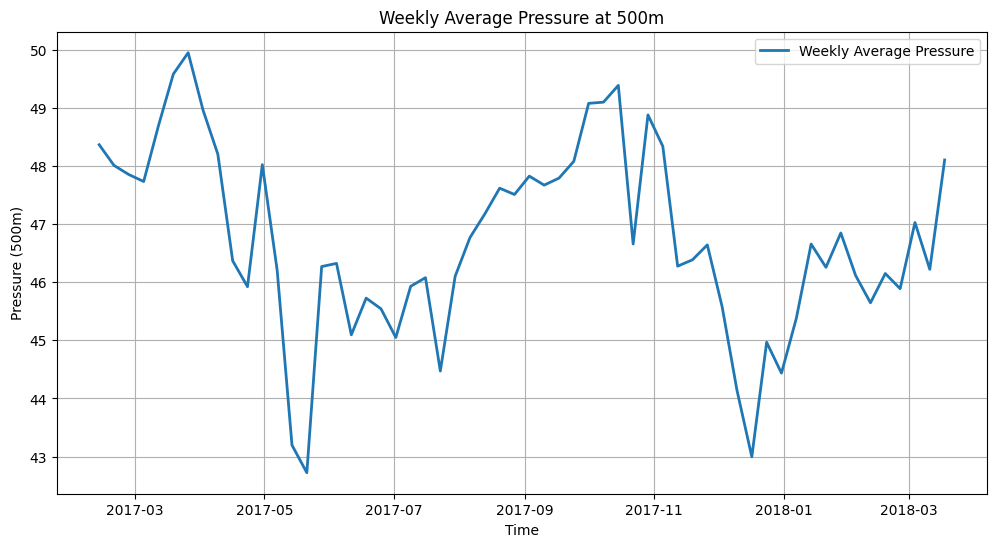 Weekly Average Pressure at 500m
Weekly Average Pressure
Pressure (500m)
50
49
48
47
46
45
44
43
2017-03 2017-05 2017-07 2017-09 2017-11 2018-01 2018-03
Time